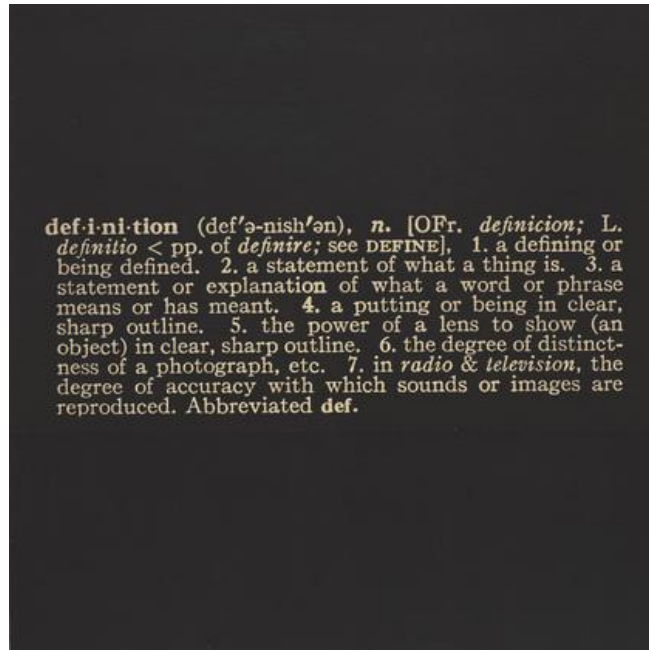 def·i·ni·tion (def′ə-nish′ən), n. [OFr. definicion; L.
definitio < pp. of definire; see DEFINE], 1. a defining or
being defined. 2. a statement of what a thing is. 3. a
statement or explanation of what a word or phrase
means or has meant. 4. a putting or being in clear,
sharp outline. 5. the power of a lens to show (an
object) in clear, sharp outline. 6. the degree of distinct-
ness of a photograph, etc. 7. in radio & television, the
degree of accuracy with which sounds or images are
reproduced. Abbreviated def.